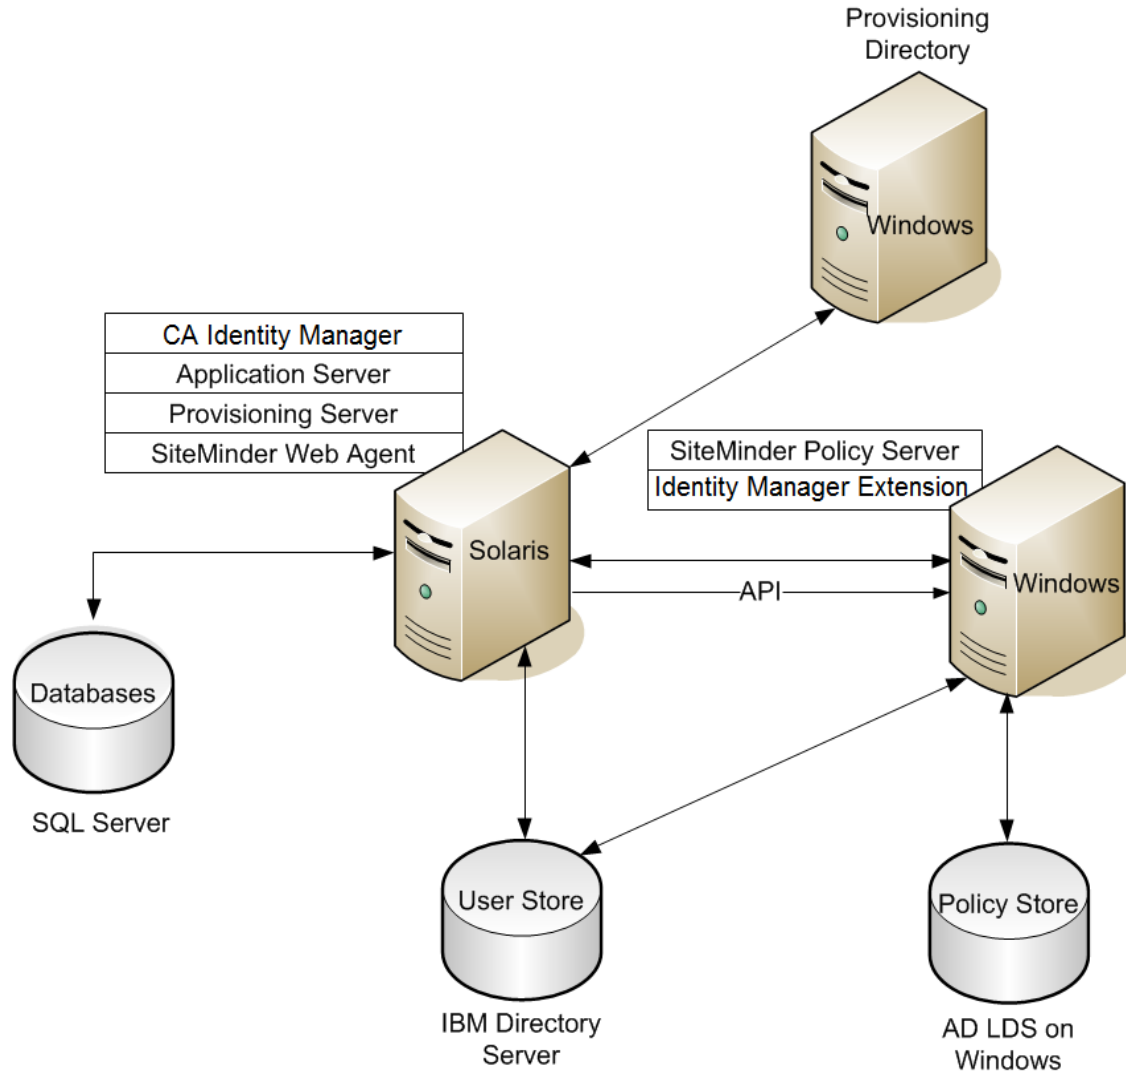 Provisioning
Directory
Windows
CA Identity Manager
Application Server
Provisioning Server
SiteMinder Web Agent
SiteMinder Policy Server
Identity Manager Extension
Solaris
Windows
API
Databases
SQL Server
User Store
Policy Store
IBM Directory
Server
AD LDS on
Windows